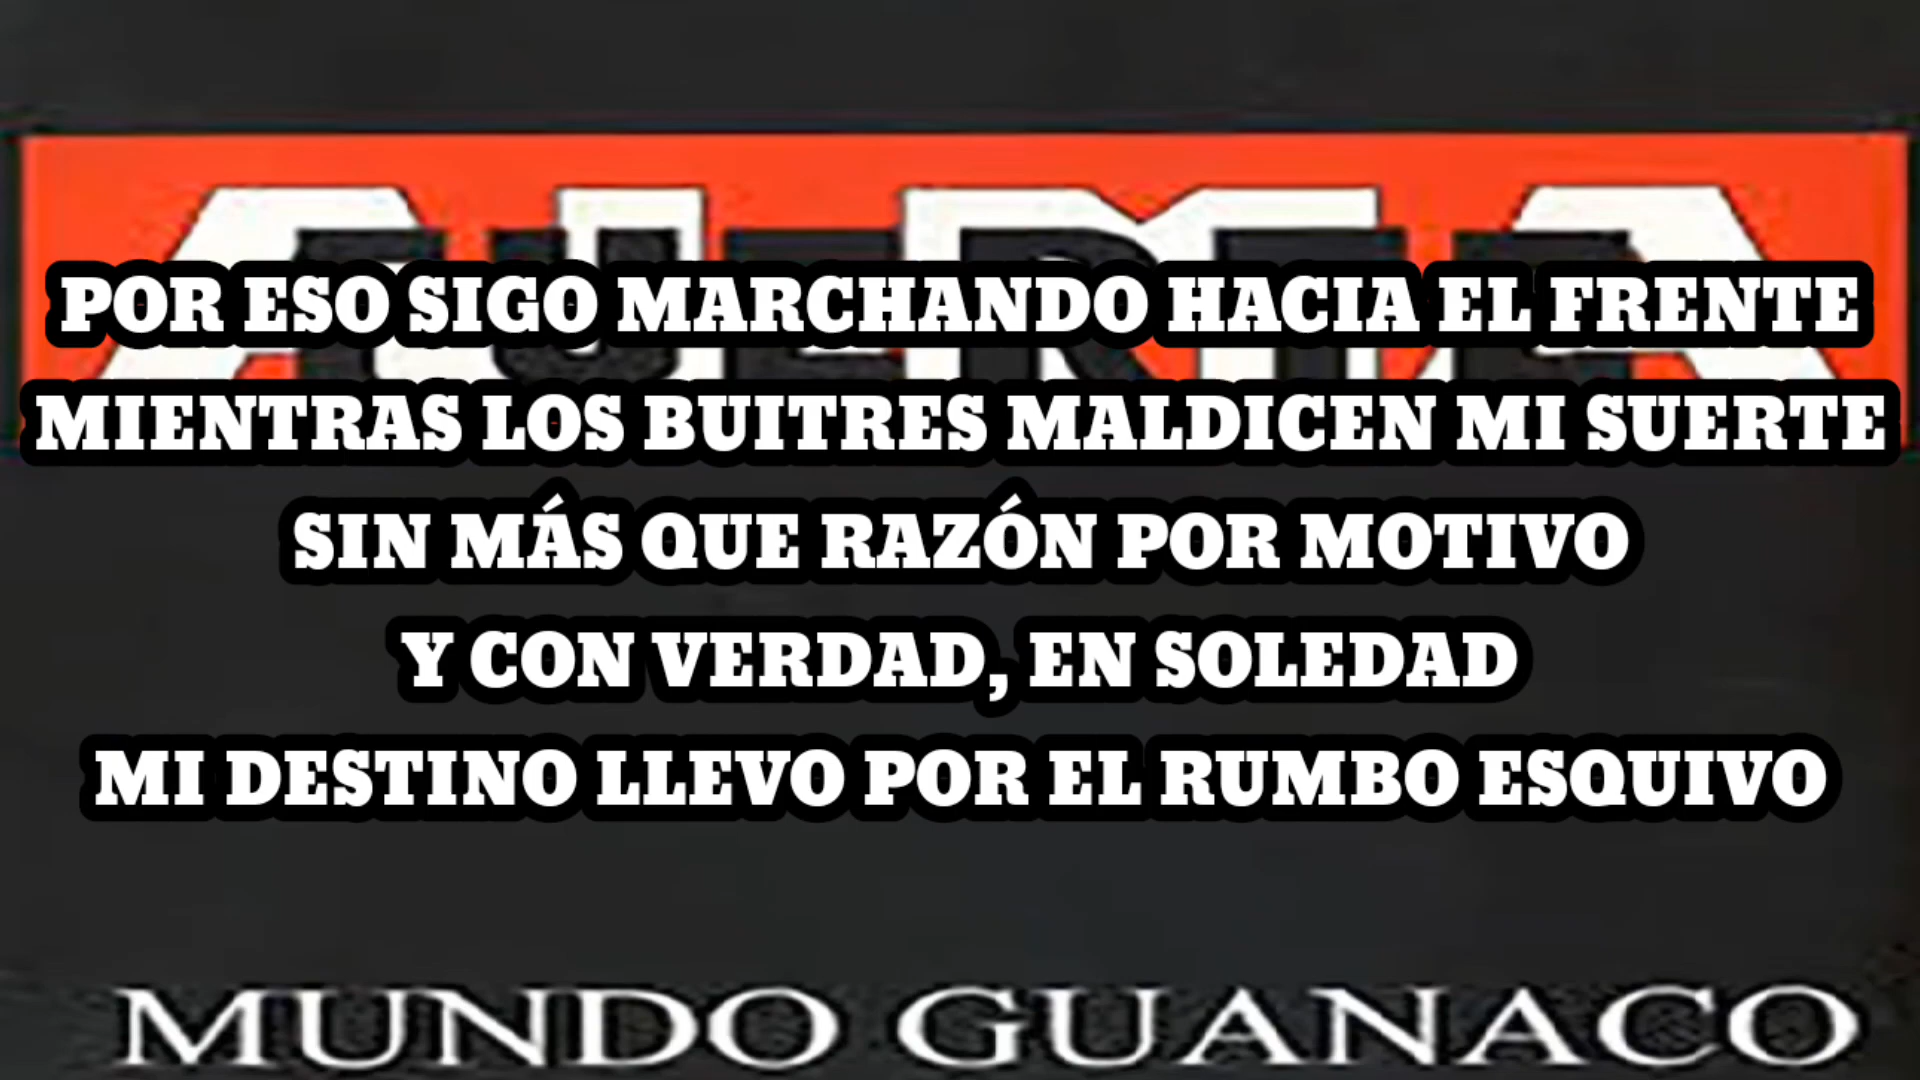 POR ESO SIGO MARCHANDO HACIA EL FRENTE
MIENTRAS LOS BUITRES MALDICEN MI SUERTE
SIN MÁS QUE RAZÓN POR MOTIVO
Y CON VERDAD, EN SOLEDAD
MI DESTINO LLEVO POR EL RUMBO ESQUIVO
MUNDO GUANACO